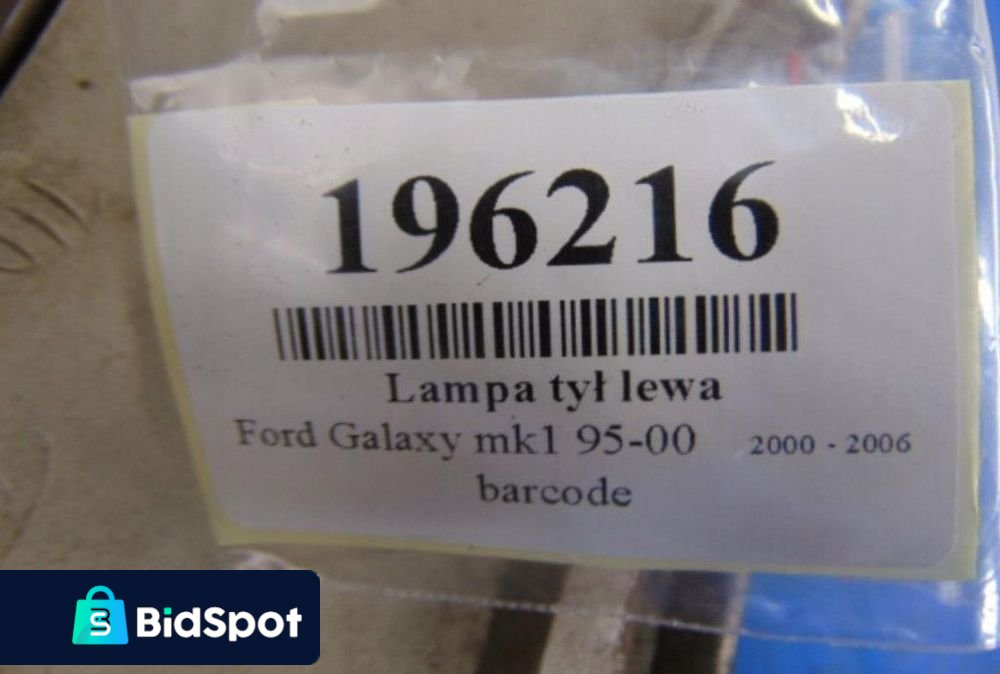 196216
Lampa tył lewa
Ford Galaxy mk1 95-00 2000 - 2006
barcode
BidSpot